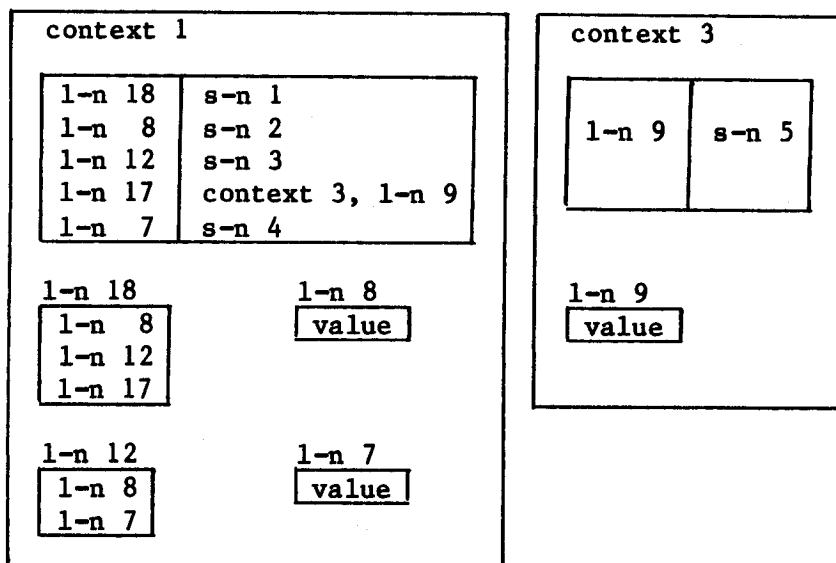 context 1
l-n 18 s-n 1
l-n 8 s-n 2
l-n 12 s-n 3
l-n 17 context 3, l-n 9
l-n 7 s-n 4
l-n 18
l-n 8
l-n 12
l-n 17
l-n 8
value
l-n 12
l-n 8
l-n 7
l-n 7
value
context 3
l-n 9 s-n 5
l-n 9
value